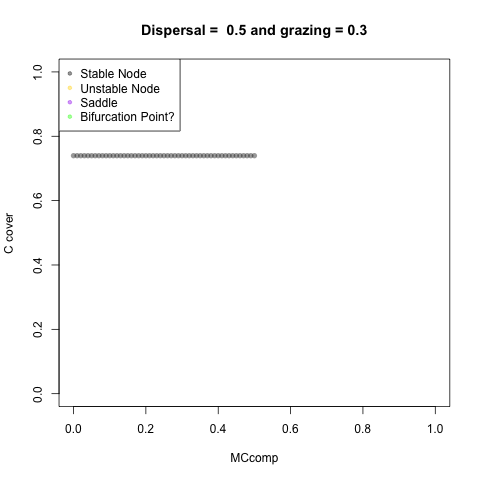 Dispersal =  0.5 and grazing = 0.3
Stable Node
Unstable Node
Saddle
Bifurcation Point?
C cover
1.0
0.8
0.6
0.4
0.2
0.0
0.0 0.2 0.4 0.6 0.8 1.0
MCcomp